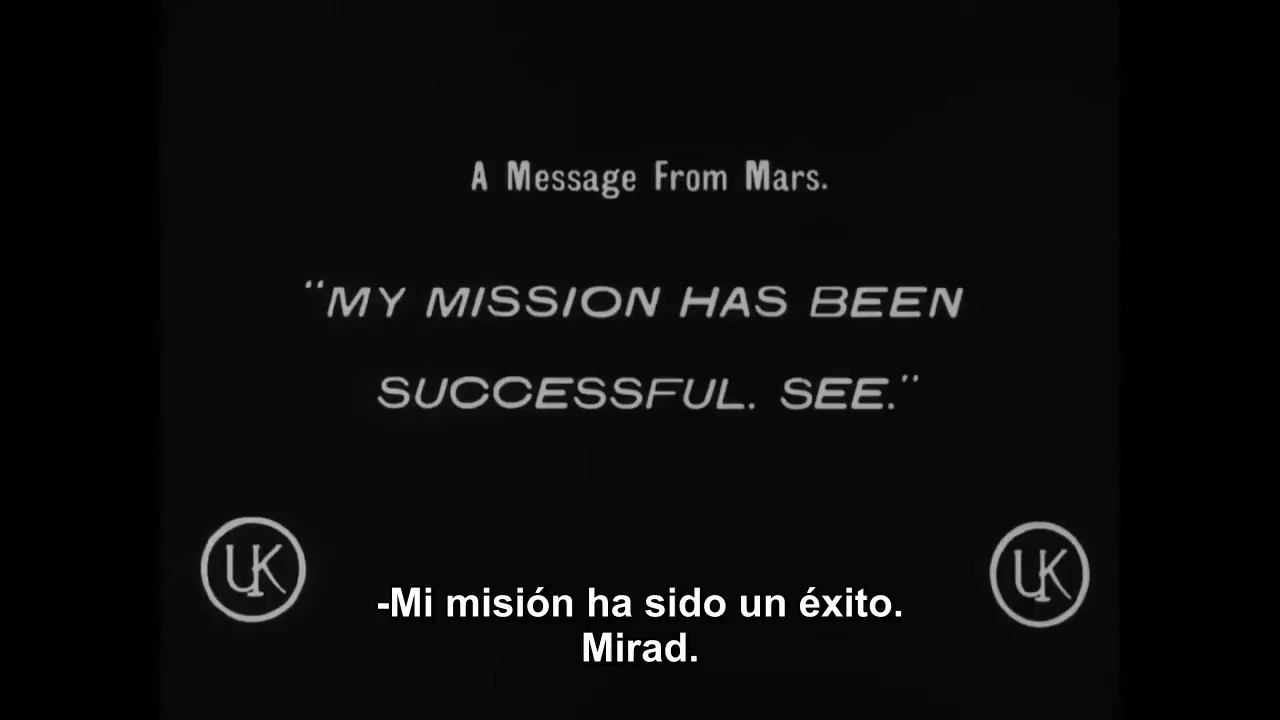 A Message From Mars.
"MY MISSION HAS BEEN
SUCCESSFUL. SEE."
UK
UK
-Mi misión ha sido un éxito.
Mirad.